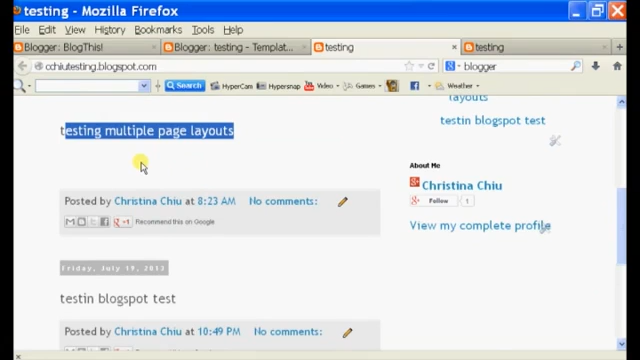 testing - Mozilla Firefox
File Edit View History Bookmarks Tools Help
Blogger: BlogThis! Blogger: testing - Templat... testing testing
cchiutesting.blogspot.com blogger
Search HyperCam Hypersnap Videos Games Weather
layouts
testing multiple page layouts
testin blogspot test
About Me
Christina Chiu
Follow 1
View my complete profile
Posted by Christina Chiu at 8:23 AM No comments:
+1 Recommend this on Google
Friday, July 19, 2013
testin blogspot test
Posted by Christina Chiu at 10:49 PM No comments: